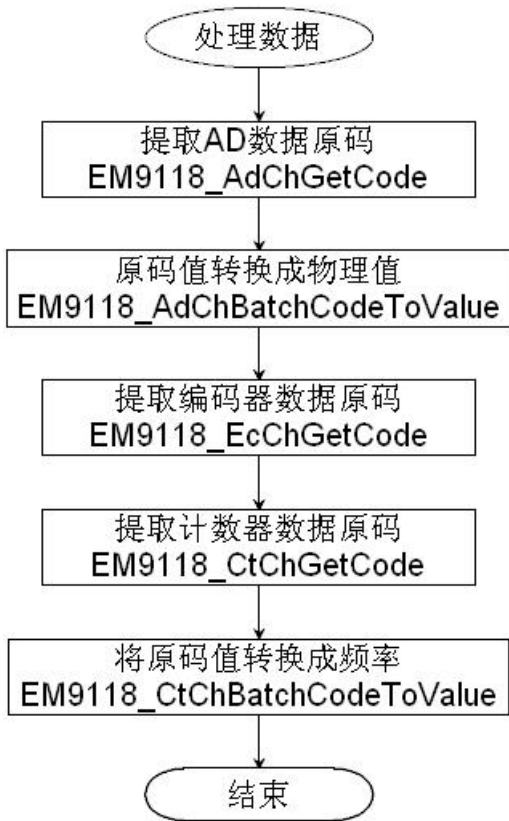 处理数据
提取AD数据原码
EM9118_AdChGetCode
原码值转换成物理值
EM9118_AdChBatchCodeToValue
提取编码器数据原码
EM9118_EcChGetCode
提取计数器数据原码
EM9118_CtChGetCode
将原码值转换成频率
EM9118_CtChBatchCodeToValue
结束